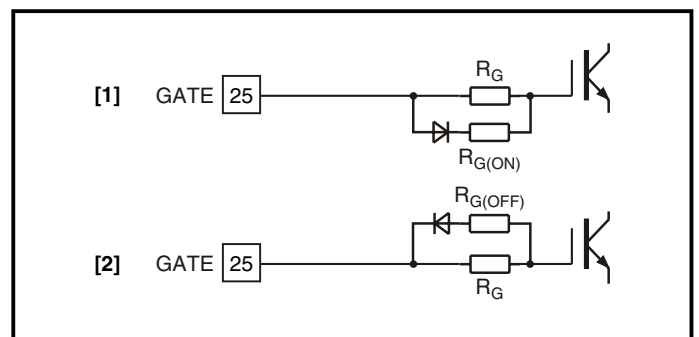 R_G
[1] GATE 25
R_G(ON)
R_G(OFF)
[2] GATE 25
R_G